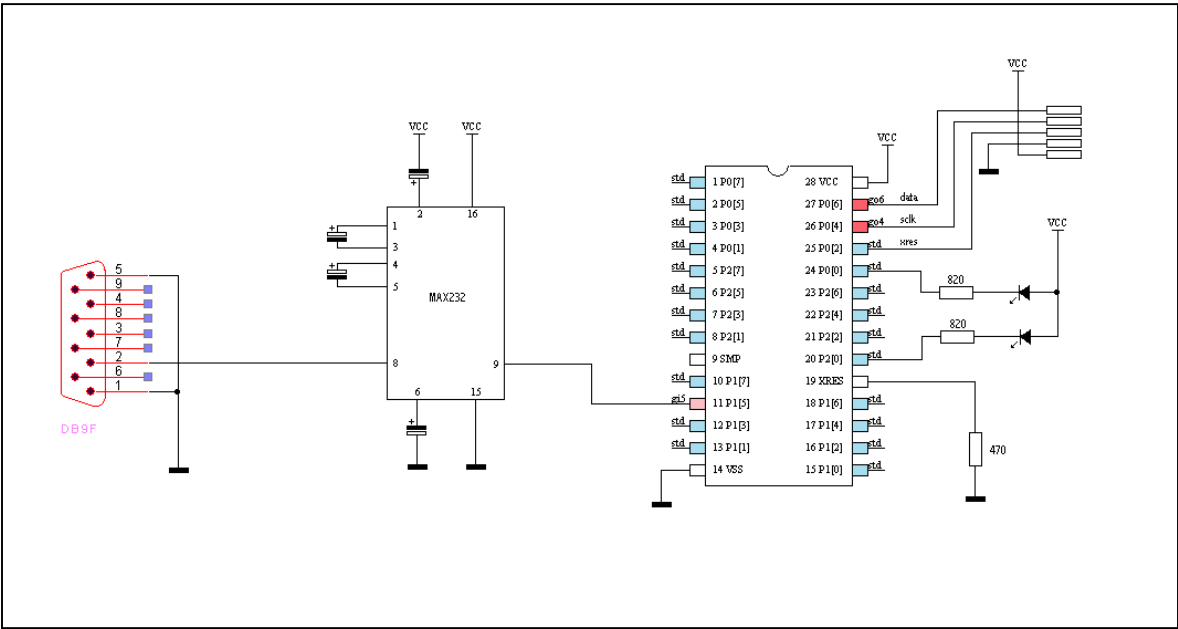 VCC
VCC VCC
2 16
1
3
4
5
MAX232
8 9
6 15
5
9
4
8
3
7
2
6
1
DB9F
VCC
std 1 P0[7] 28 VCC
std 2 P0[5] 27 P0[6] go6 data
std 3 P0[3] 26 P0[4] go4 sclk
std 4 P0[1] 25 P0[2] std xres
std 5 P2[7] 24 P0[0] std
std 6 P2[5] 23 P2[6] std
std 7 P2[3] 22 P2[4] std
std 8 P2[1] 21 P2[2] std
9 SMP 20 P2[0] std
std 10 P1[7] 19 XRES
gi5 11 P1[5] 18 P1[6] std
std 12 P1[3] 17 P1[4] std
std 13 P1[1] 16 P1[2] std
14 VSS 15 P1[0] std
VCC
820
820
470
+
+
+
+